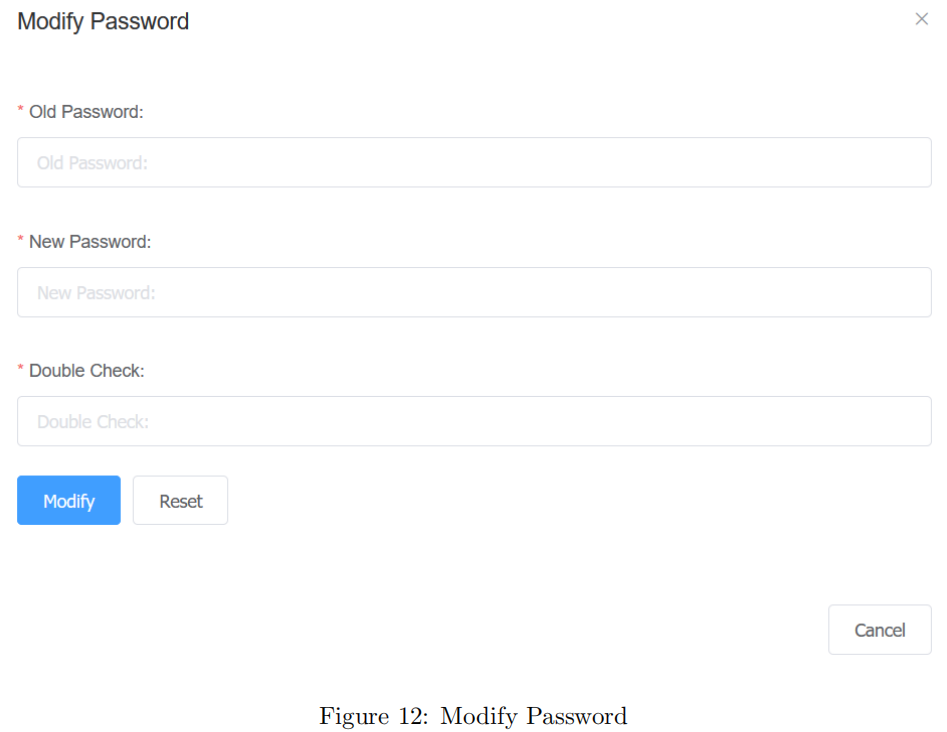 Modify Password
* Old Password:
Old Password:
* New Password:
New Password:
* Double Check:
Double Check:
Modify Reset
Cancel
Figure 12: Modify Password